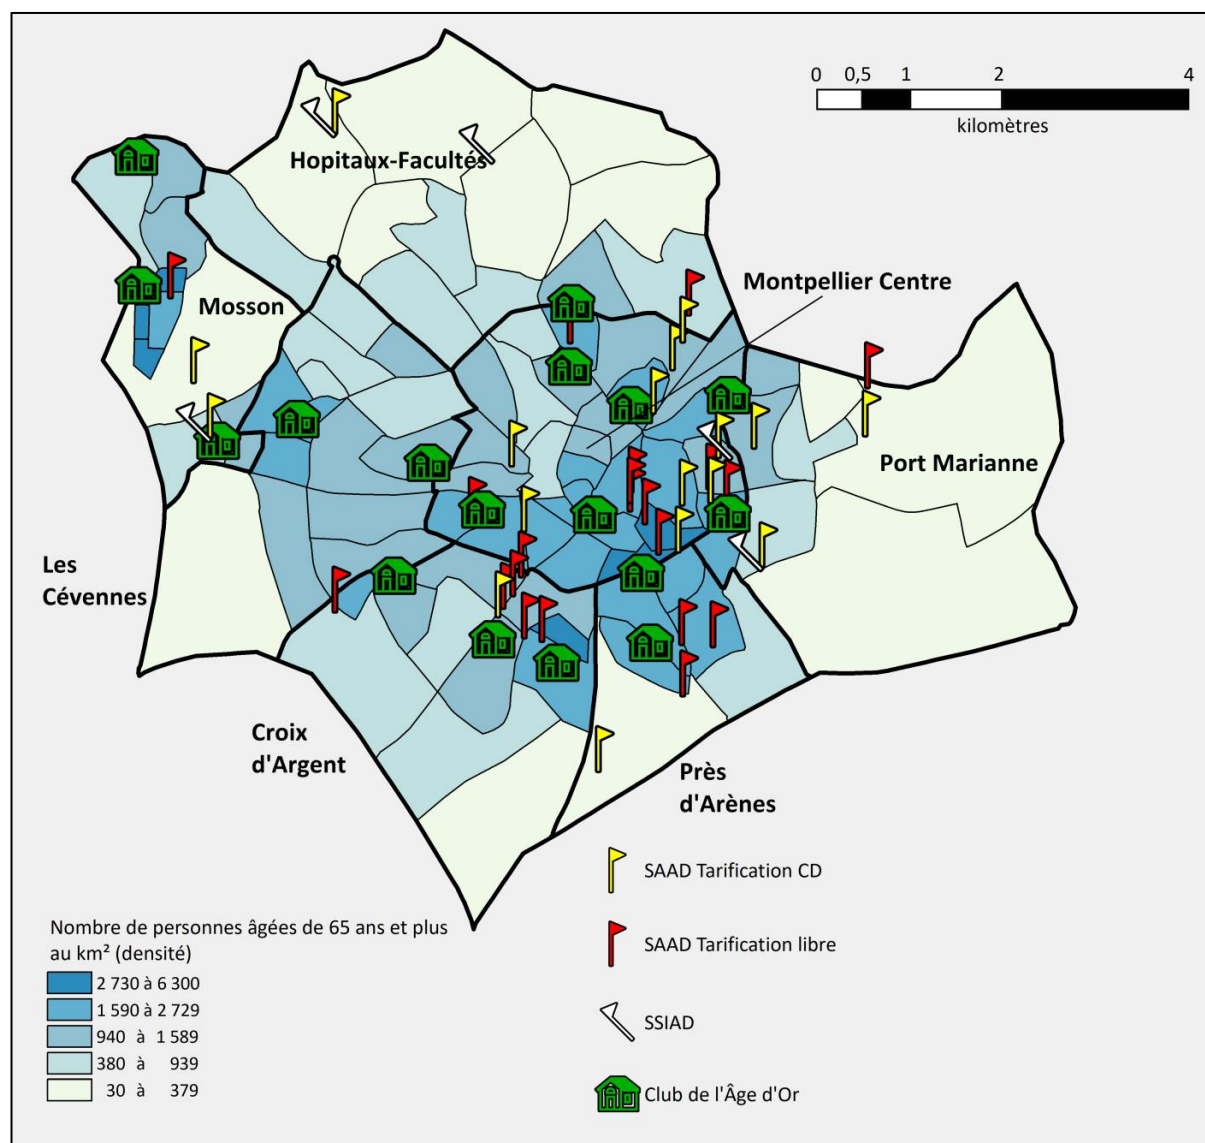 0 0,5 1 2 4
kilomètres
Hopitaux-Facultés
Montpellier Centre
Mosson
Port Marianne
Les
Cévennes
Croix
d'Argent
Près
d'Arènes
SAAD Tarification CD
SAAD Tarification libre
SSIAD
Club de l'Âge d'Or
Nombre de personnes âgées de 65 ans et plus
au km² (densité)
2 730 à 6 300
1 590 à 2 729
940 à 1 589
380 à 939
30 à 379